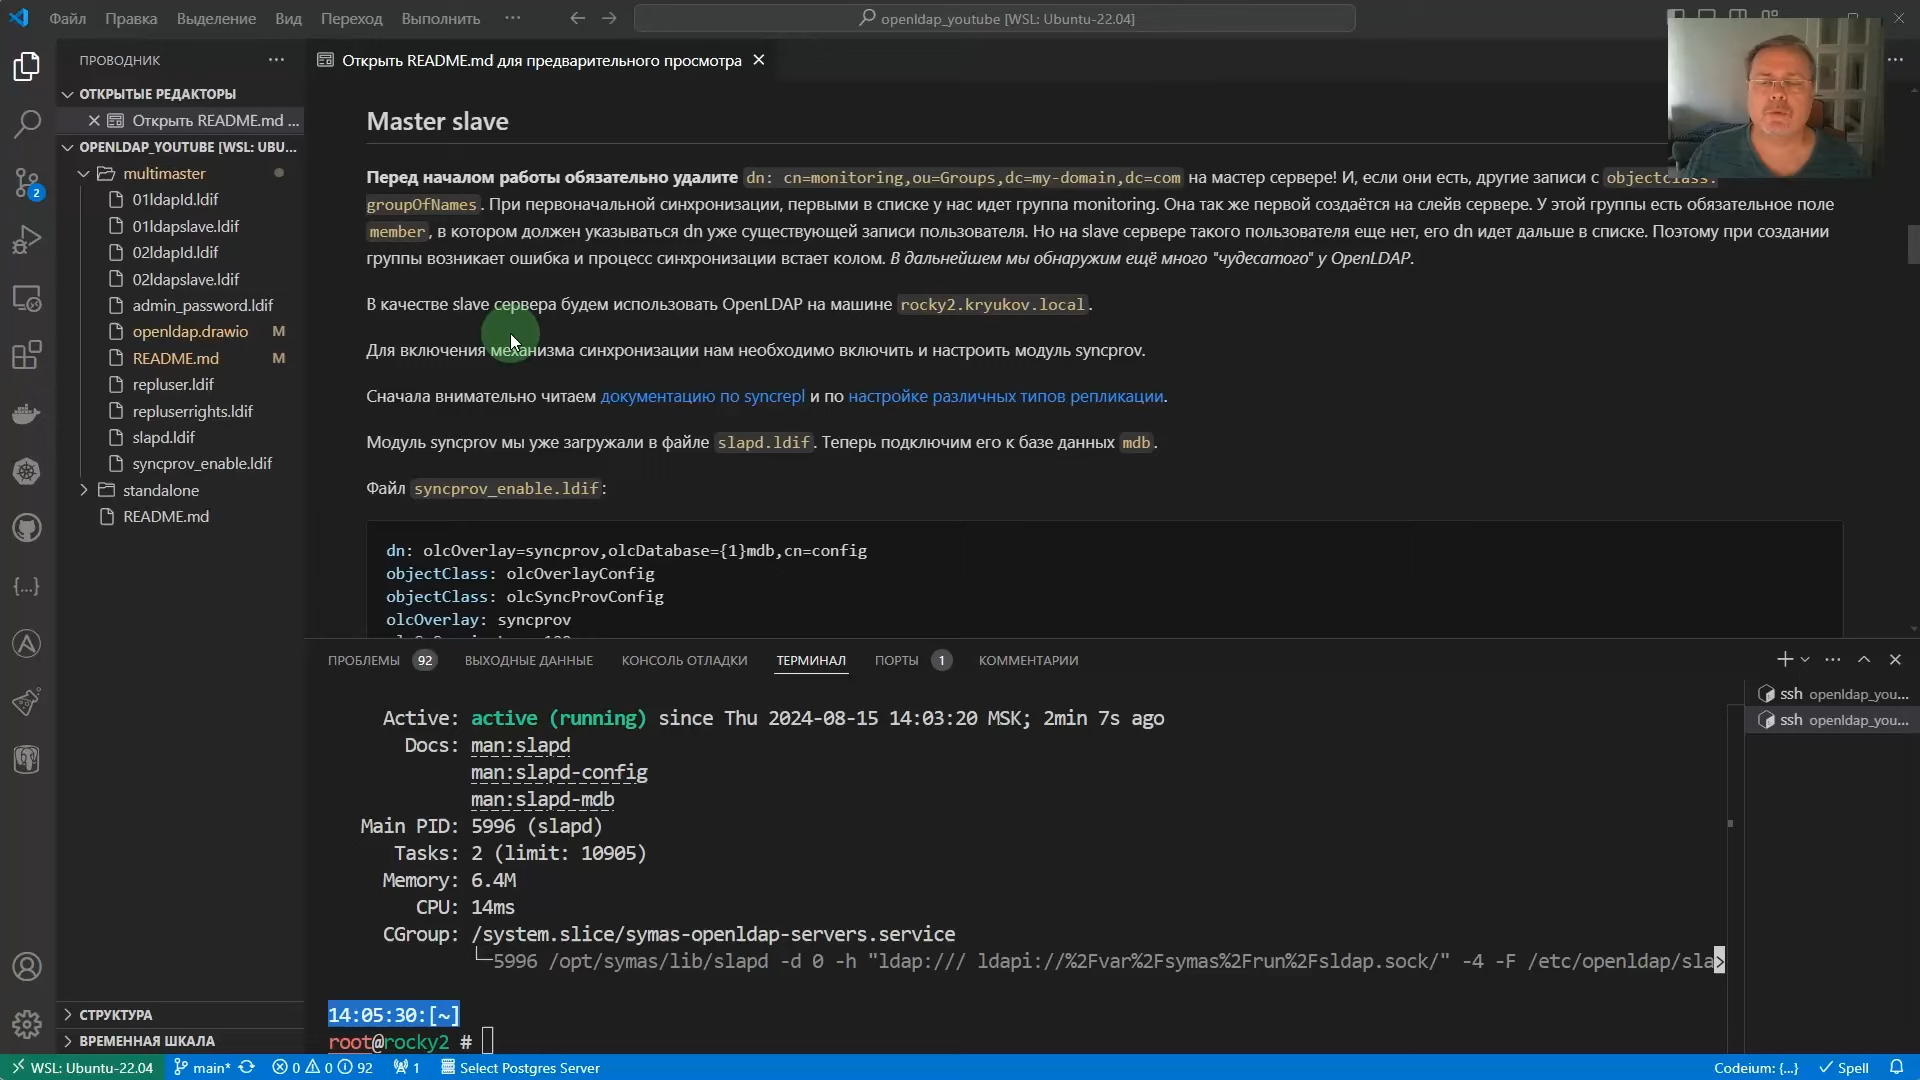 Файл Правка Выделение Вид Переход Выполнить ···
openldap_youtube [WSL: Ubuntu-22.04]
ПРОВОДНИК
ОТКРЫТЫЕ РЕДАКТОРЫ
Открыть README.md ...
OPENLDAP_YOUTUBE [WSL: UBU...
multimaster
01ldapId.ldif
01ldapslave.ldif
02ldapId.ldif
02ldapslave.ldif
admin_password.ldif
openldap.drawio M
README.md M
repluser.ldif
repluserrights.ldif
slapd.ldif
syncprov_enable.ldif
standalone
README.md
2
СТРУКТУРА
ВРЕМЕННАЯ ШКАЛА
Открыть README.md для предварительного просмотра
Master slave
Перед началом работы обязательно удалите dn: cn=monitoring,ou=Groups,dc=my-domain,dc=com на мастер сервере! И, если они есть, другие записи с objectclass:
groupOfNames. При первоначальной синхронизации, первыми в списке у нас идет группа monitoring. Она так же первой создаётся на слейв сервере. У этой группы есть обязательное поле
member, в котором должен указываться dn уже существующей записи пользователя. Но на slave сервере такого пользователя еще нет, его dn идет дальше в списке. Поэтому при создании
группы возникает ошибка и процесс синхронизации встает колом. В дальнейшем мы обнаружим ещё много "чудесатого" у OpenLDAP.
В качестве slave сервера будем использовать OpenLDAP на машине rocky2.kryukov.local.
Для включения механизма синхронизации нам необходимо включить и настроить модуль syncprov.
Сначала внимательно читаем документацию по syncrepl и по настройке различных типов репликации.
Модуль syncprov мы уже загружали в файле slapd.ldif. Теперь подключим его к базе данных mdb.
Файл syncprov_enable.ldif:
dn: olcOverlay=syncprov,olcDatabase={1}mdb,cn=config
objectClass: olcOverlayConfig
objectClass: olcSyncProvConfig
olcOverlay: syncprov
ПРОБЛЕМЫ 92 ВЫХОДНЫЕ ДАННЫЕ КОНСОЛЬ ОТЛАДКИ ТЕРМИНАЛ ПОРТЫ 1 КОММЕНТАРИИ
ssh openldap_you...
ssh openldap_you...
Active: active (running) since Thu 2024-08-15 14:03:20 MSK; 2min 7s ago
Docs: man:slapd
man:slapd-config
man:slapd-mdb
Main PID: 5996 (slapd)
Tasks: 2 (limit: 10905)
Memory: 6.4M
CPU: 14ms
CGroup: /system.slice/symas-openldap-servers.service
└─5996 /opt/symas/lib/slapd -d 0 -h "ldap:/// ldapi://%2Fvar%2Fsymas%2Frun%2Fsldap.sock/" -4 -F /etc/openldap/sla>
14:05:30:[~]
root@rocky2 #
WSL: Ubuntu-22.04 main* 0 0 92 1 Select Postgres Server Codeium: {...} Spell